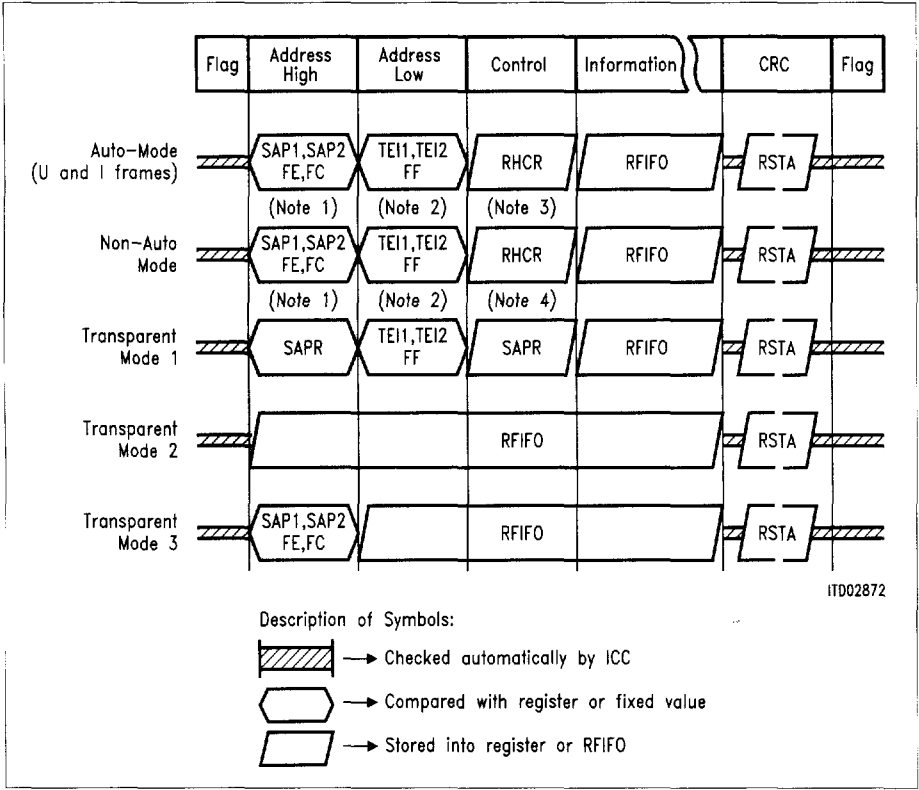 Flag Address High Address Low Control Information CRC Flag
Auto-Mode (U and I frames) SAP1,SAP2 FE,FC TEI1,TEI2 FF RHCR RFIFO RSTA
(Note 1) (Note 2) (Note 3)
Non-Auto Mode SAP1,SAP2 FE,FC TEI1,TEI2 FF RHCR RFIFO RSTA
(Note 1) (Note 2) (Note 4)
Transparent Mode 1 SAPR TEI1,TEI2 FF SAPR RFIFO RSTA
Transparent Mode 2 RFIFO RSTA
Transparent Mode 3 SAP1,SAP2 FE,FC RFIFO RSTA
ITD02872
Description of Symbols:
Checked automatically by ICC
Compared with register or fixed value
Stored into register or RFIFO